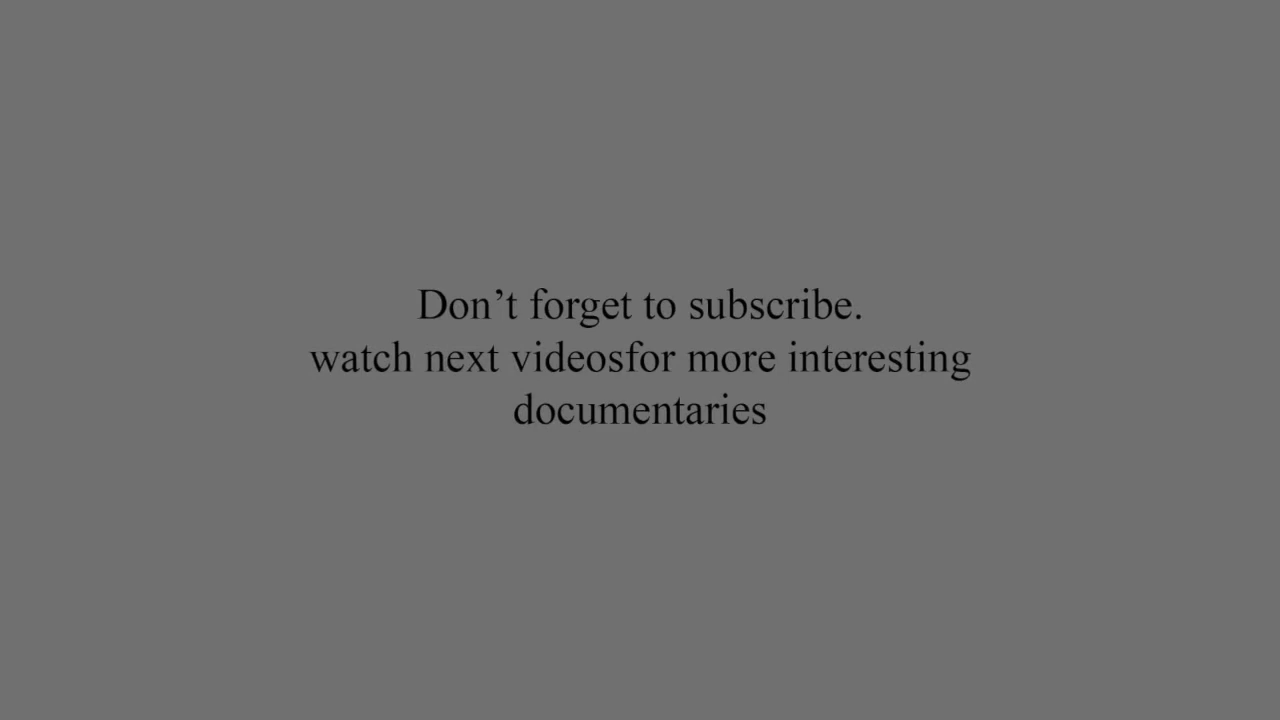 Don’t forget to subscribe.
watch next videosfor more interesting
documentaries